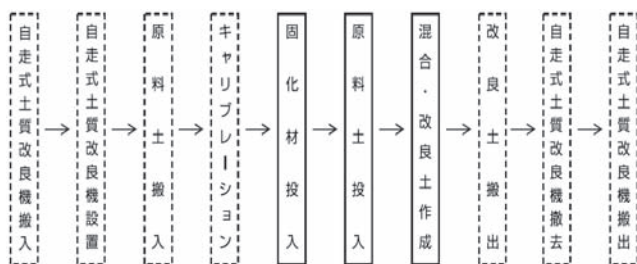 自走式土質改良機搬入
自走式土質改良機設置
原料土搬入
キャリブレーション
固化材投入
原料土投入
混合・改良土作成
改良土搬出
自走式土質改良機撤去
自走式土質改良機搬出